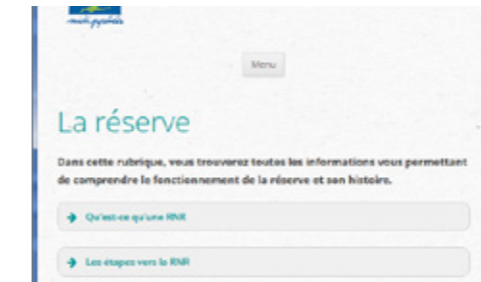 midi-pyrénées
Menu
La réserve
Dans cette rubrique, vous trouverez toutes les informations vous permettant
de comprendre le fonctionnement de la réserve et son histoire.
Qu'est-ce qu'une RNR
Les étapes vers la RNR